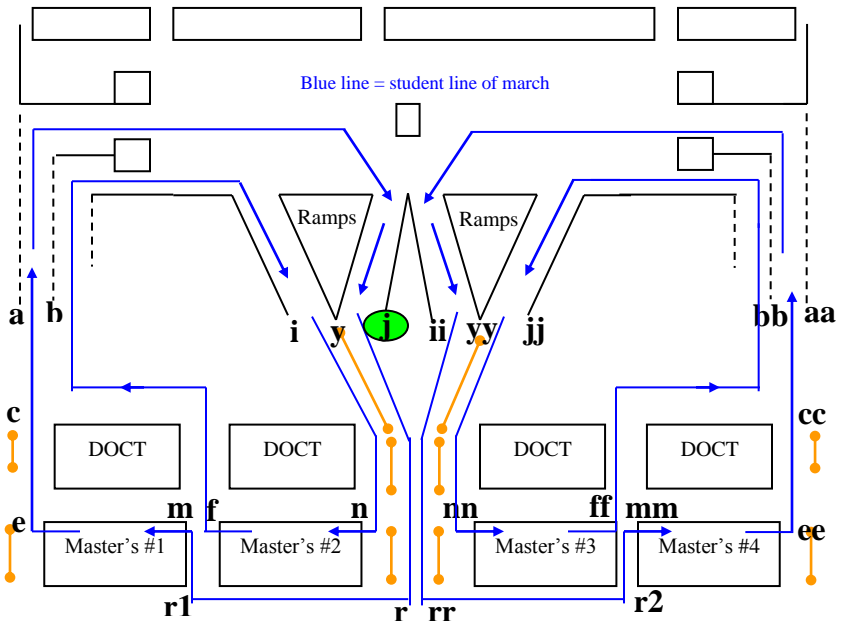 Blue line = student line of march
Ramps
Ramps
a
b
i
y
j
ii
yy
jj
bb
aa
c
cc
DOCT
DOCT
DOCT
DOCT
e
m
f
n
nn
ff
mm
ee
Master's #1
Master's #2
Master's #3
Master's #4
r1
r
rr
r2